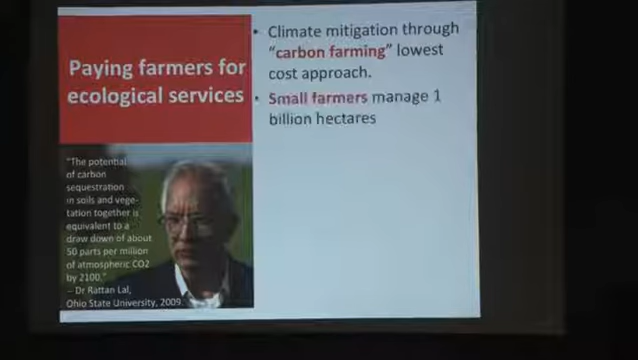 Paying farmers for
ecological services
• Climate mitigation through
“carbon farming” lowest
cost approach.
• Small farmers manage 1
billion hectares
"The potential
of carbon
sequestration
in soils and vege-
tation together is
equivalent to a
draw down of about
50 parts per million
of atmospheric CO2
by 2100."
– Dr Rattan Lal,
Ohio State University, 2009.